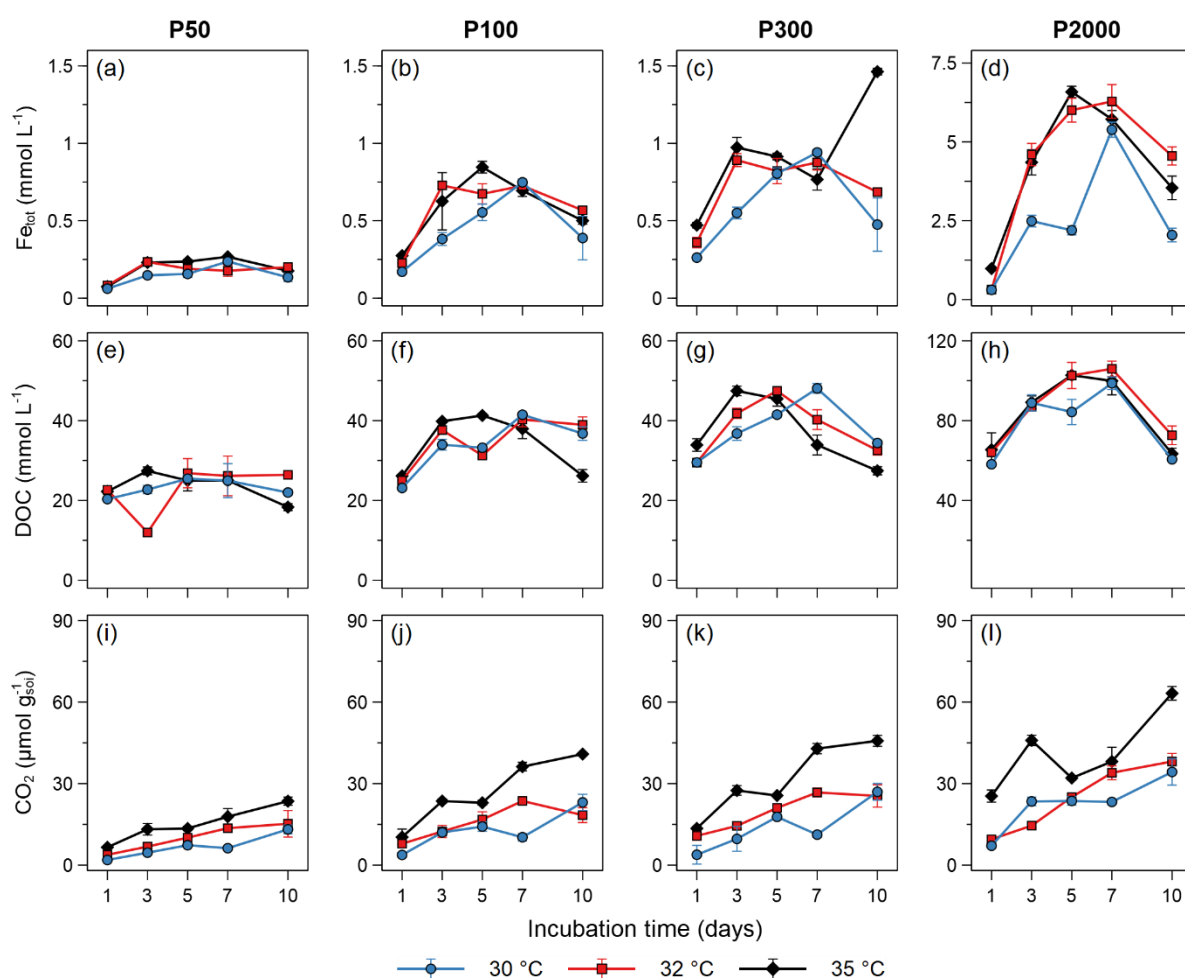 P50 P100 P300 P2000
(a) (b) (c) (d)
Fe_tot (mmol L⁻¹)
1.5 1.5 1.5 7.5
1 1 1 5
0.5 0.5 0.5 2.5
0 0 0 0
(e) (f) (g) (h)
DOC (mmol L⁻¹)
60 60 60 120
40 40 40 80
20 20 20 40
0 0 0 0
(i) (j) (k) (l)
CO₂ (µmol g⁻¹_soi)
90 90 90 90
60 60 60 60
30 30 30 30
0 0 0 0
1 3 5 7 10 1 3 5 7 10 1 3 5 7 10 1 3 5 7 10
Incubation time (days)
30 °C 32 °C 35 °C